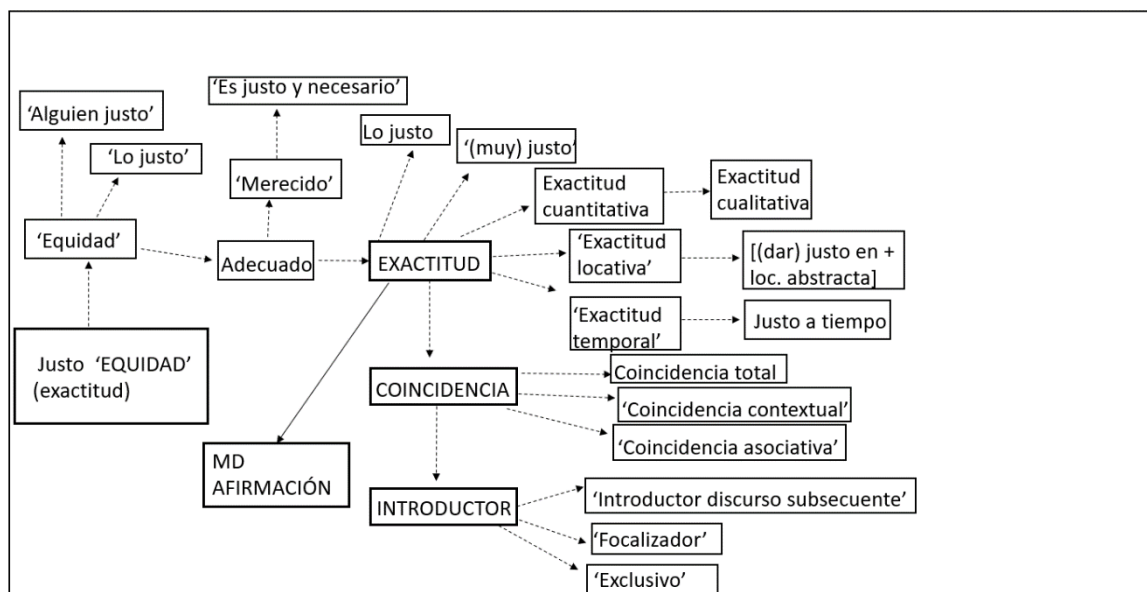 ‘Es justo y necesario’
‘Alguien justo’
Lo justo
‘(muy) justo’
‘Lo justo’
‘Merecido’
Exactitud
cuantitativa
Exactitud
cualitativa
‘Equidad’
Adecuado
EXACTITUD
‘Exactitud
locativa’
[(dar) justo en +
loc. abstracta]
‘Exactitud
temporal’
Justo a tiempo
Justo ‘EQUIDAD’
(exactitud)
COINCIDENCIA
Coincidencia total
‘Coincidencia contextual’
‘Coincidencia asociativa’
MD
AFIRMACIÓN
INTRODUCTOR
‘Introductor discurso subsecuente’
‘Focalizador’
‘Exclusivo’